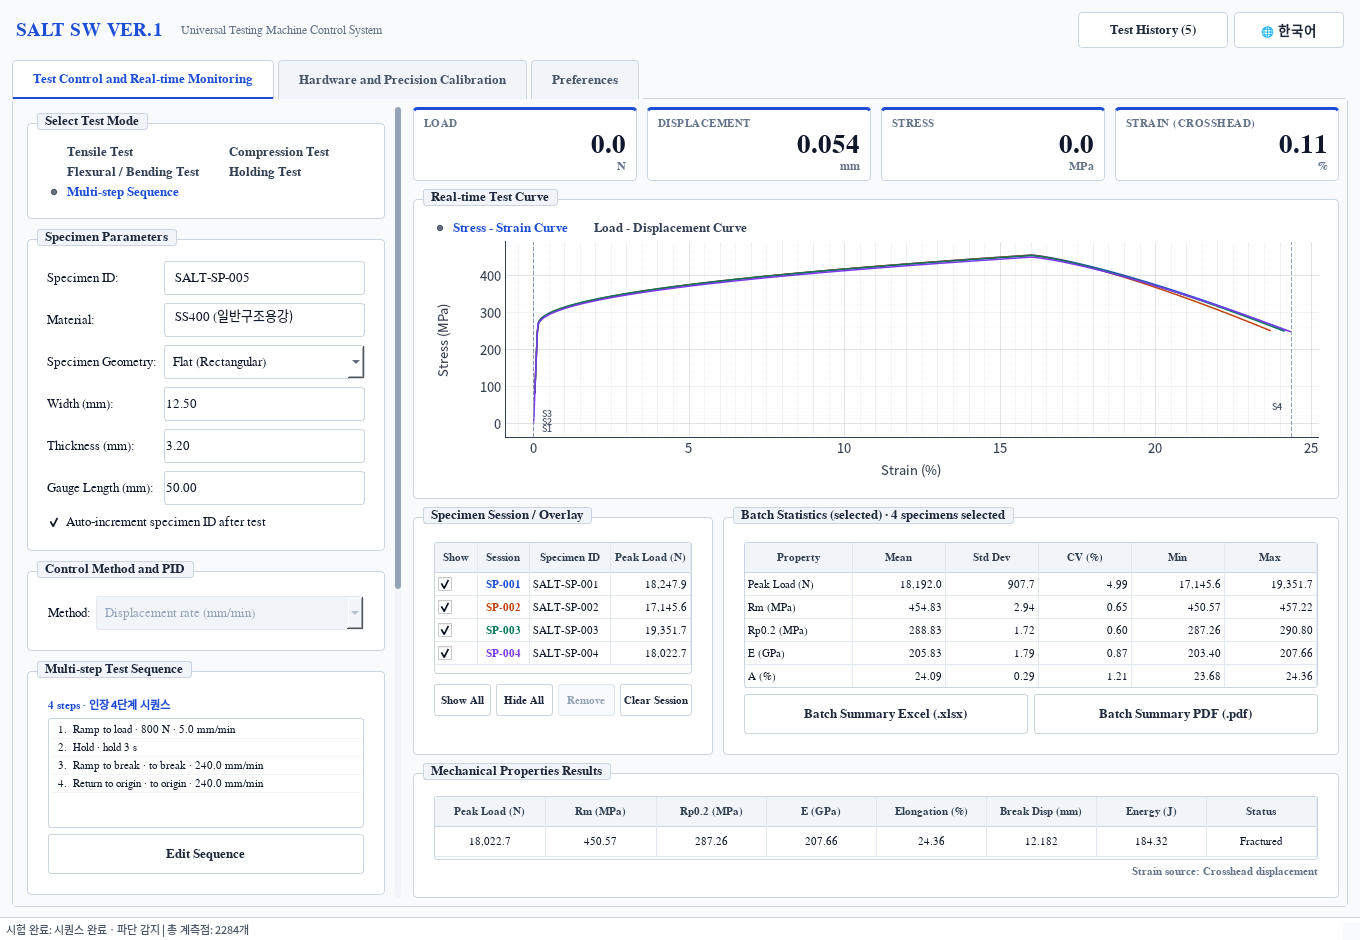 SALT SW VER.1 Universal Testing Machine Control System
Test History (5)
한국어
Test Control and Real-time Monitoring
Hardware and Precision Calibration
Preferences
Select Test Mode
Tensile Test Compression Test
Flexural / Bending Test Holding Test
Multi-step Sequence
Specimen Parameters
Specimen ID: SALT-SP-005
Material: SS400 (일반구조용강)
Specimen Geometry: Flat (Rectangular)
Width (mm): 12.50
Thickness (mm): 3.20
Gauge Length (mm): 50.00
Auto-increment specimen ID after test
Control Method and PID
Method: Displacement rate (mm/min)
Multi-step Test Sequence
4 steps · 인장 4단계 시퀀스
1. Ramp to load · 800 N · 5.0 mm/min
2. Hold · hold 3 s
3. Ramp to break · to break · 240.0 mm/min
4. Return to origin · to origin · 240.0 mm/min
Edit Sequence
LOAD
0.0
N
DISPLACEMENT
0.054
mm
STRESS
0.0
MPa
STRAIN (CROSSHEAD)
0.11
%
Real-time Test Curve
Stress - Strain Curve Load - Displacement Curve
Stress (MPa)
400
300
200
100
0
S3
S2
S1
S4
0 5 10 15 20 25
Strain (%)
Specimen Session / Overlay
Show Session Specimen ID Peak Load (N)
SP-001 SALT-SP-001 18,247.9
SP-002 SALT-SP-002 17,145.6
SP-003 SALT-SP-003 19,351.7
SP-004 SALT-SP-004 18,022.7
Show All Hide All Remove Clear Session
Batch Statistics (selected) · 4 specimens selected
Property Mean Std Dev CV (%) Min Max
Peak Load (N) 18,192.0 907.7 4.99 17,145.6 19,351.7
Rm (MPa) 454.83 2.94 0.65 450.57 457.22
Rp0.2 (MPa) 288.83 1.72 0.60 287.26 290.80
E (GPa) 205.83 1.79 0.87 203.40 207.66
A (%) 24.09 0.29 1.21 23.68 24.36
Batch Summary Excel (.xlsx) Batch Summary PDF (.pdf)
Mechanical Properties Results
Peak Load (N) Rm (MPa) Rp0.2 (MPa) E (GPa) Elongation (%) Break Disp (mm) Energy (J) Status
18,022.7 450.57 287.26 207.66 24.36 12.182 184.32 Fractured
Strain source: Crosshead displacement
시험 완료: 시퀀스 완료 · 파단 감지 | 총 계측점: 2284개